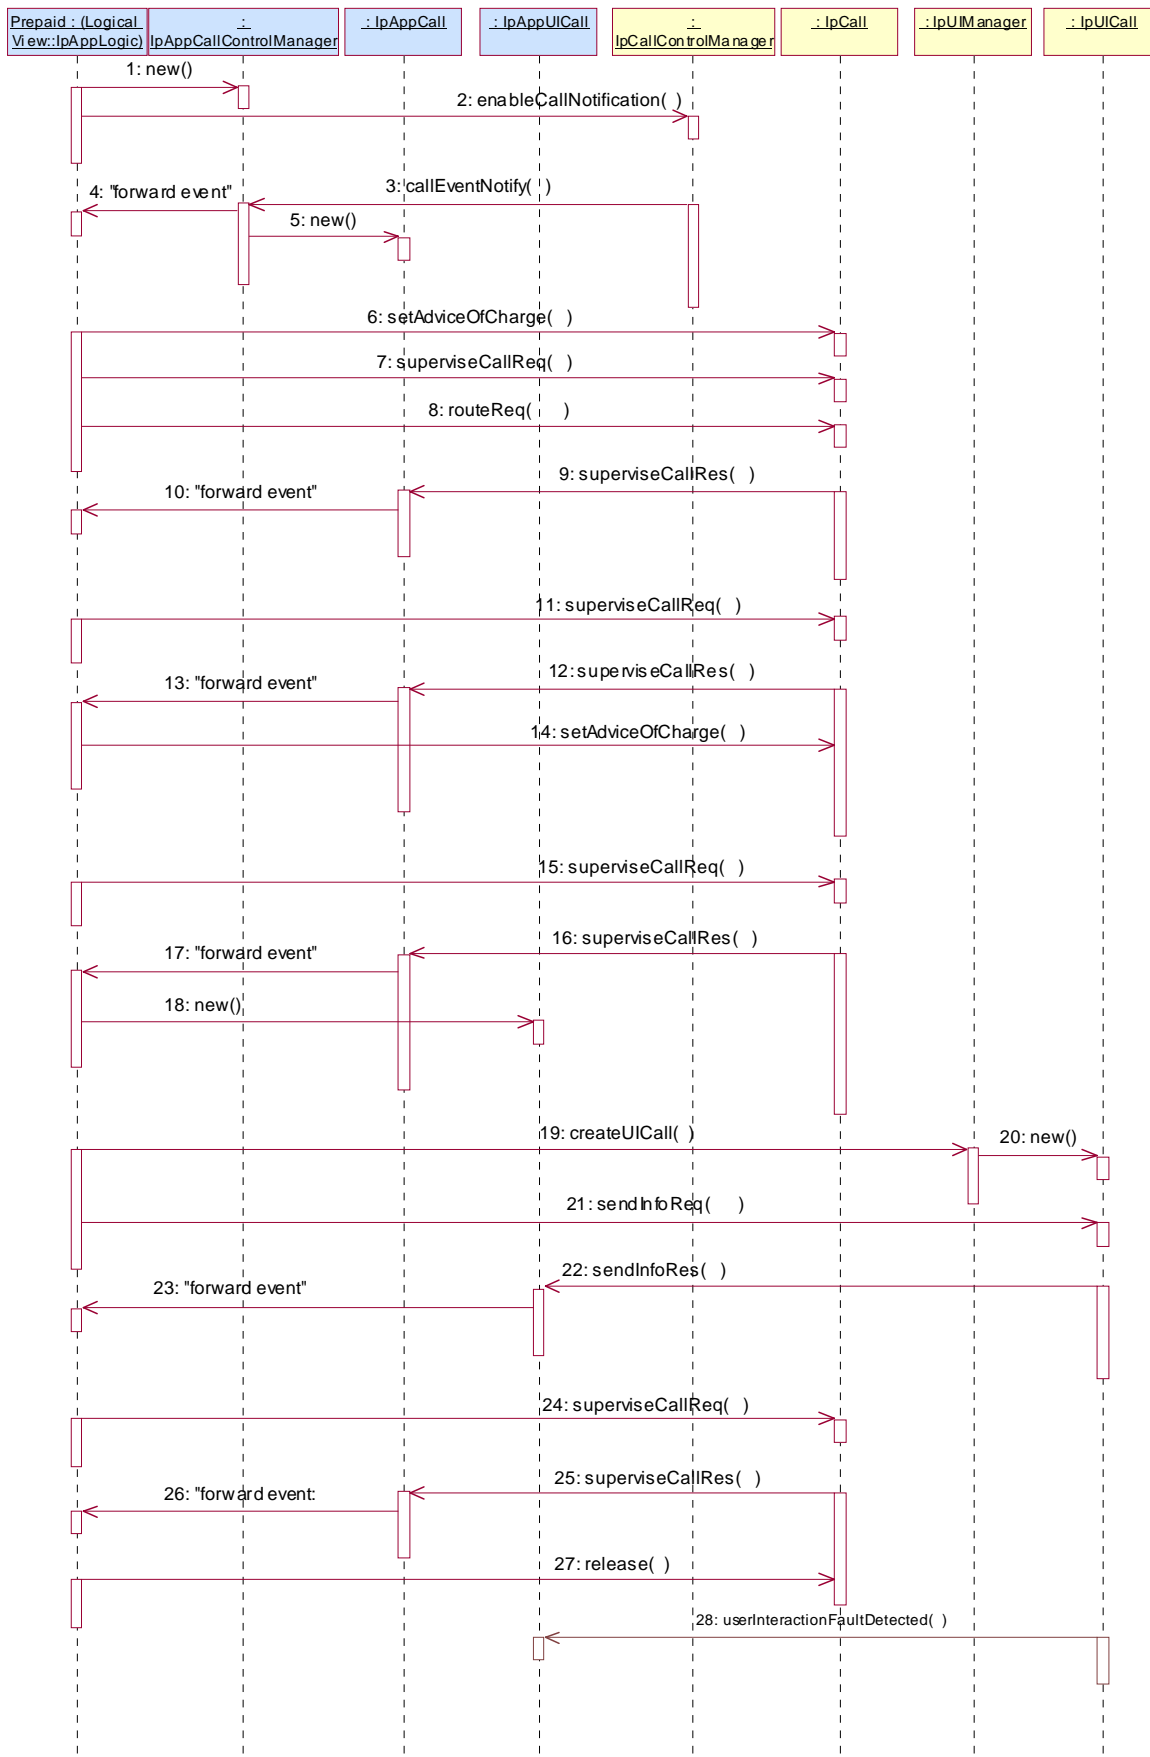 Prepaid : (Logical
View::IpAppLogic)
:
IpAppCallControlManager
: IpAppCall
: IpAppUICall
:
IpCallControlManager
: IpCall
: IpUIManager
: IpUICall
1: new()
2: enableCallNotification( )
3: callEventNotify( )
4: "forward event"
5: new()
6: setAdviceOfCharge( )
7: superviseCallReq( )
8: routeReq( )
9: superviseCallRes( )
10: "forward event"
11: superviseCallReq( )
12: superviseCallRes( )
13: "forward event"
14: setAdviceOfCharge( )
15: superviseCallReq( )
16: superviseCallRes( )
17: "forward event"
18: new()
19: createUICall( )
20: new()
21: sendInfoReq( )
22: sendInfoRes( )
23: "forward event"
24: superviseCallReq( )
25: superviseCallRes( )
26: "forward event:
27: release( )
28: userInteractionFaultDetected( )